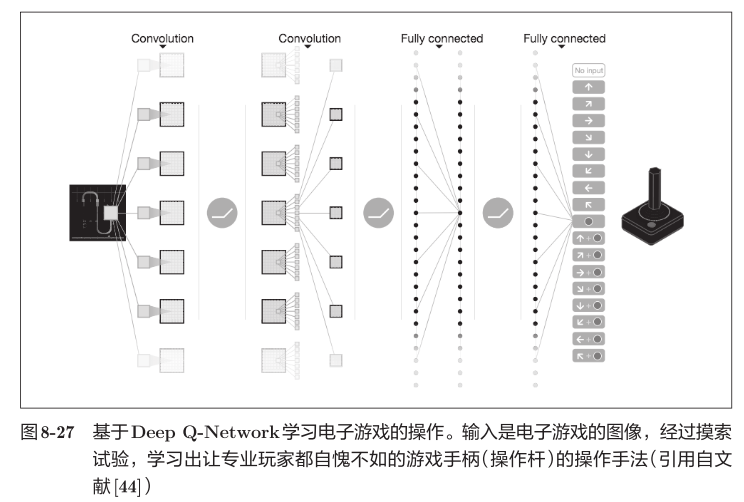 Convolution
Convolution
Fully connected
Fully connected
No input
↑
↗
→
↘
↓
↙
←
↖
↑+
↗+
→+
↘+
↓+
↙+
←+
↖+
图8-27 基于Deep Q-Network学习电子游戏的操作。输入是电子游戏的图像，经过摸索
试验，学习出让专业玩家都自愧不如的游戏手柄（操作杆）的操作手法（引用自文
献[44]）